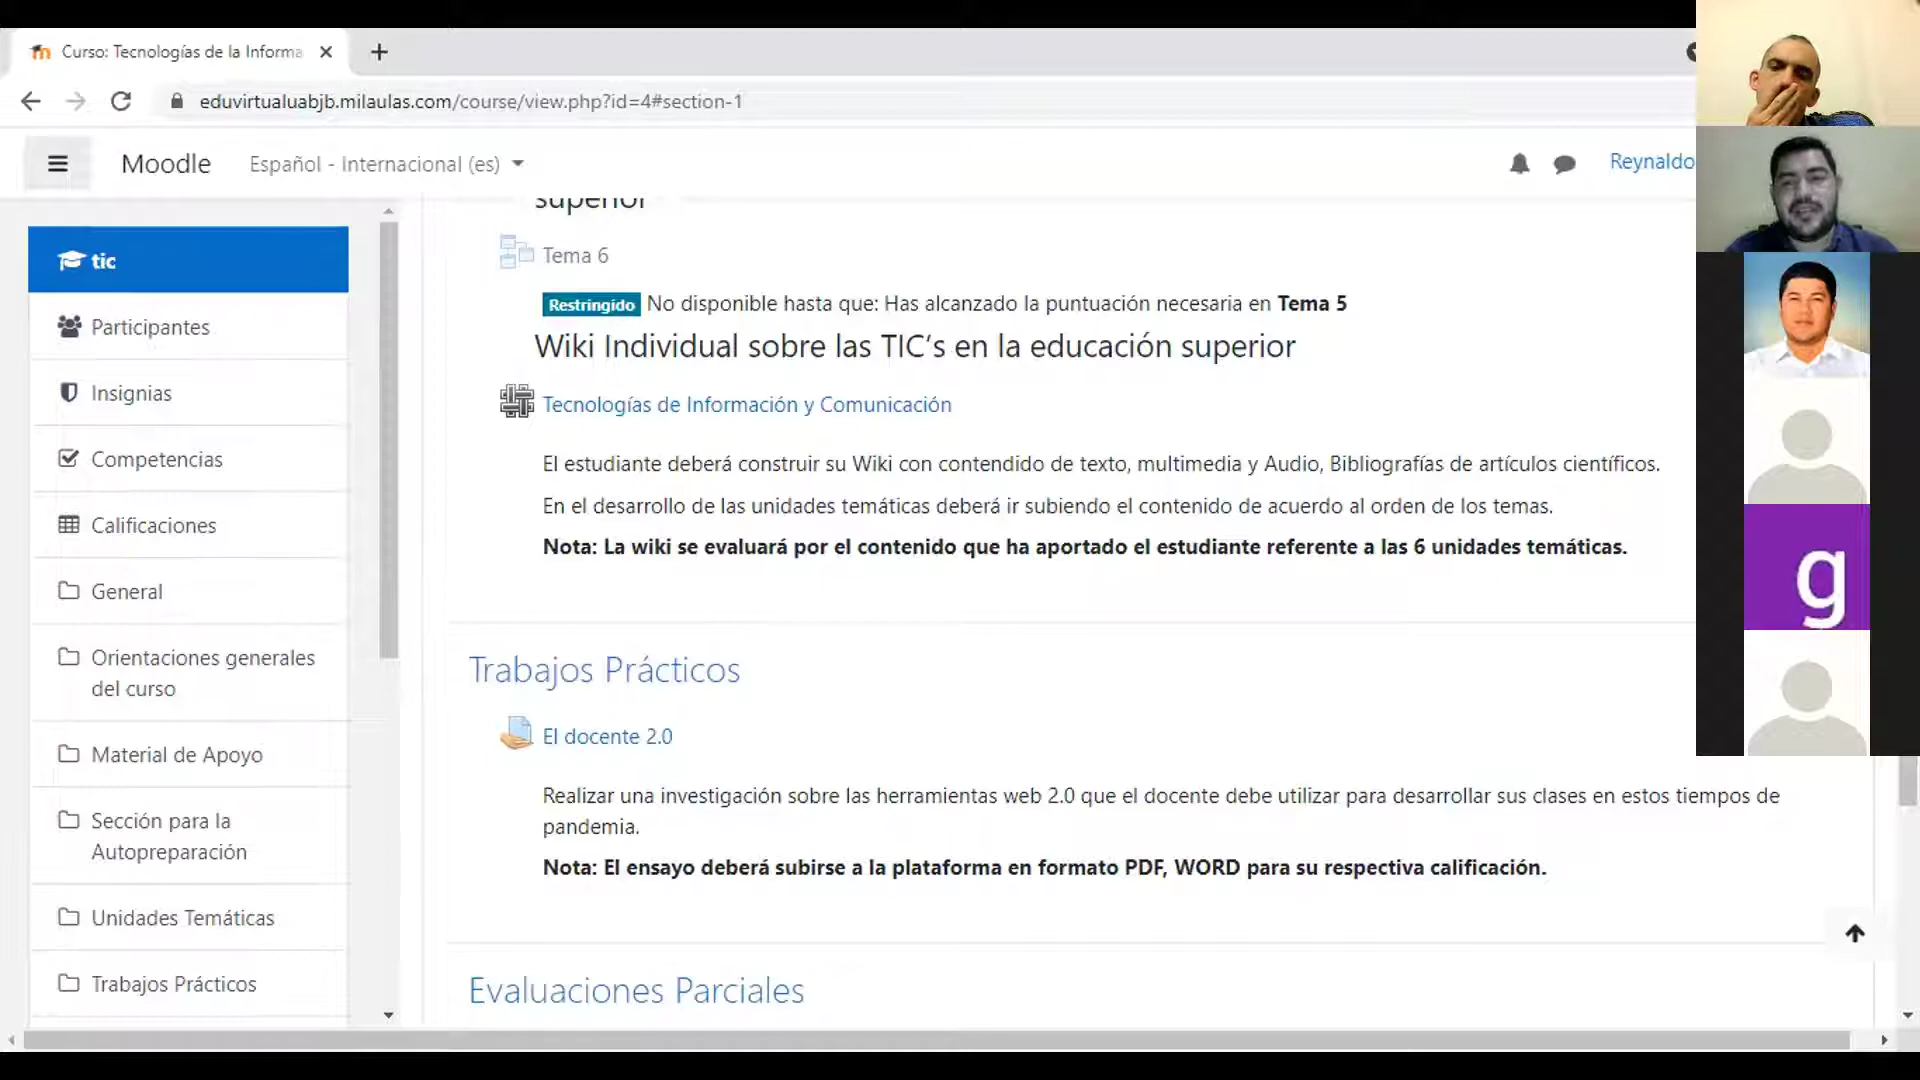 Curso: Tecnologías de la Informa
eduvirtualuabjb.milaulas.com/course/view.php?id=4#section-1
Moodle
Español - Internacional (es)
Reynaldo
tic
Participantes
Insignias
Competencias
Calificaciones
General
Orientaciones generales
del curso
Material de Apoyo
Sección para la
Autopreparación
Unidades Temáticas
Trabajos Prácticos
superior
Tema 6
Restringido No disponible hasta que: Has alcanzado la puntuación necesaria en Tema 5
Wiki Individual sobre las TIC's en la educación superior
Tecnologías de Información y Comunicación
El estudiante deberá construir su Wiki con contendido de texto, multimedia y Audio, Bibliografías de artículos científicos.
En el desarrollo de las unidades temáticas deberá ir subiendo el contenido de acuerdo al orden de los temas.
Nota: La wiki se evaluará por el contenido que ha aportado el estudiante referente a las 6 unidades temáticas.
Trabajos Prácticos
El docente 2.0
Realizar una investigación sobre las herramientas web 2.0 que el docente debe utilizar para desarrollar sus clases en estos tiempos de
pandemia.
Nota: El ensayo deberá subirse a la plataforma en formato PDF, WORD para su respectiva calificación.
Evaluaciones Parciales
g